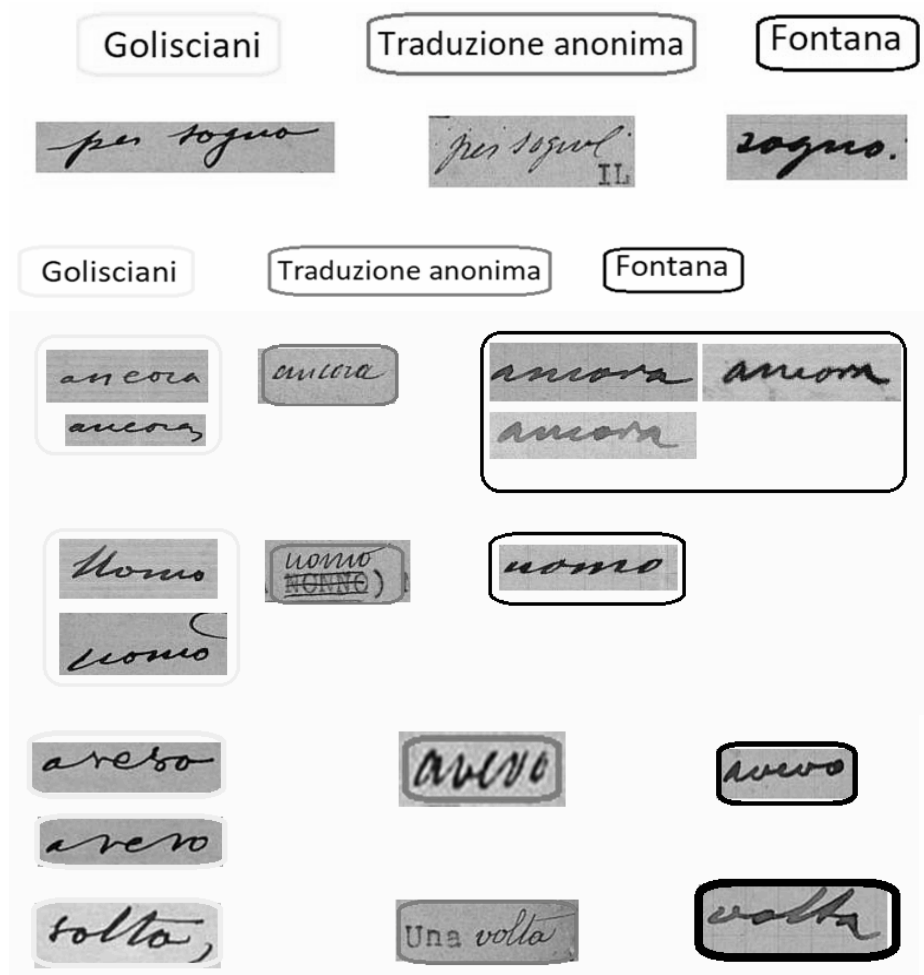 Golisciani Traduzione anonima Fontana
per sogno per sogni sogno.
IL
Golisciani Traduzione anonima Fontana
ancora ancora ancora ancora
ancora, ancora
Uomo uomo uomo
NONNO)
uomo
avevo avevo avevo
avevo
volta, Una volta volta